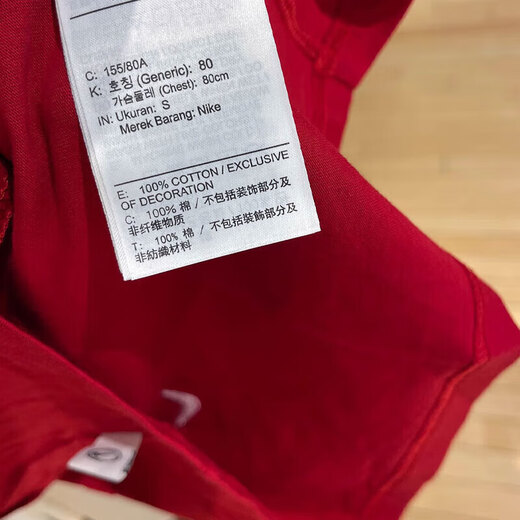 C: 155/80A
K: 호칭 (Generic): 80
가슴둘레 (Chest): 80cm
IN: Ukuran: S
Merek Barang: Nike
E: 100% COTTON / EXCLUSIVE
OF DECORATION
C: 100% 棉 / 不包括装饰部分及
非纤维物质
T: 100% 棉 / 不包括裝飾部分及
非紡織材料